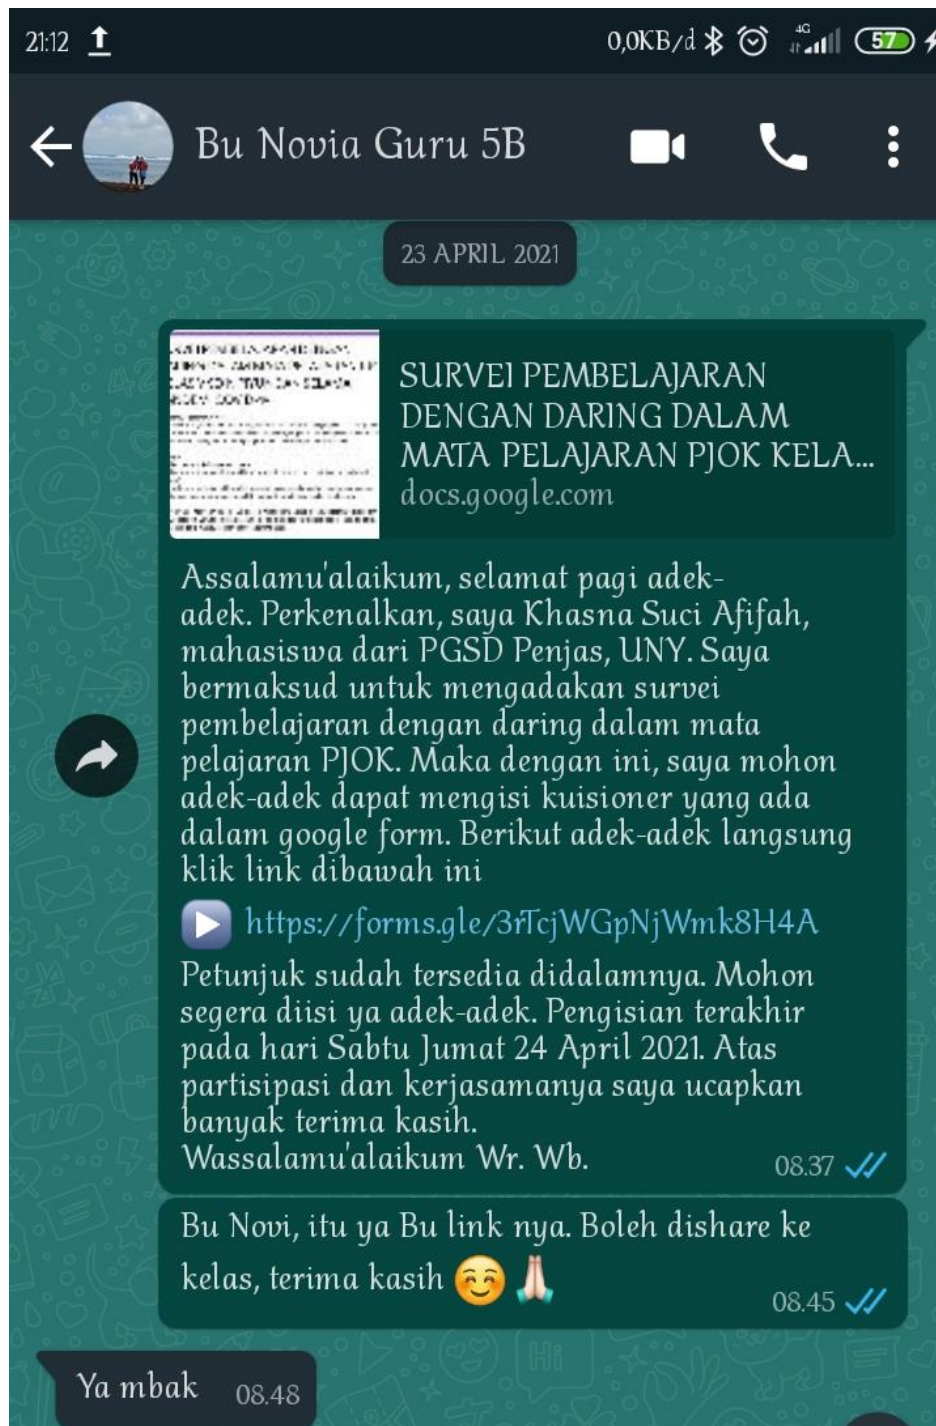 21:12
0,0KB/d
4G
57
Bu Novia Guru 5B
23 APRIL 2021
SURVEI PEMBELAJARAN
DENGAN DARING DALAM
MATA PELAJARAN PJOK KELA...
docs.google.com
Assalamu'alaikum, selamat pagi adek-
adek. Perkenalkan, saya Khasna Suci Afifah,
mahasiswa dari PGSD Penjas, UNY. Saya
bermaksud untuk mengadakan survei
pembelajaran dengan daring dalam mata
pelajaran PJOK. Maka dengan ini, saya mohon
adek-adek dapat mengisi kuisioner yang ada
dalam google form. Berikut adek-adek langsung
klik link dibawah ini
▶ https://forms.gle/3rTcjWGpNjWmk8H4A
Petunjuk sudah tersedia didalamnya. Mohon
segera diisi ya adek-adek. Pengisian terakhir
pada hari Sabtu Jumat 24 April 2021. Atas
partisipasi dan kerjasamanya saya ucapkan
banyak terima kasih.
Wassalamu'alaikum Wr. Wb.
08.37
Bu Novi, itu ya Bu link nya. Boleh dishare ke
kelas, terima kasih 😊🙏
08.45
Ya mbak 08.48